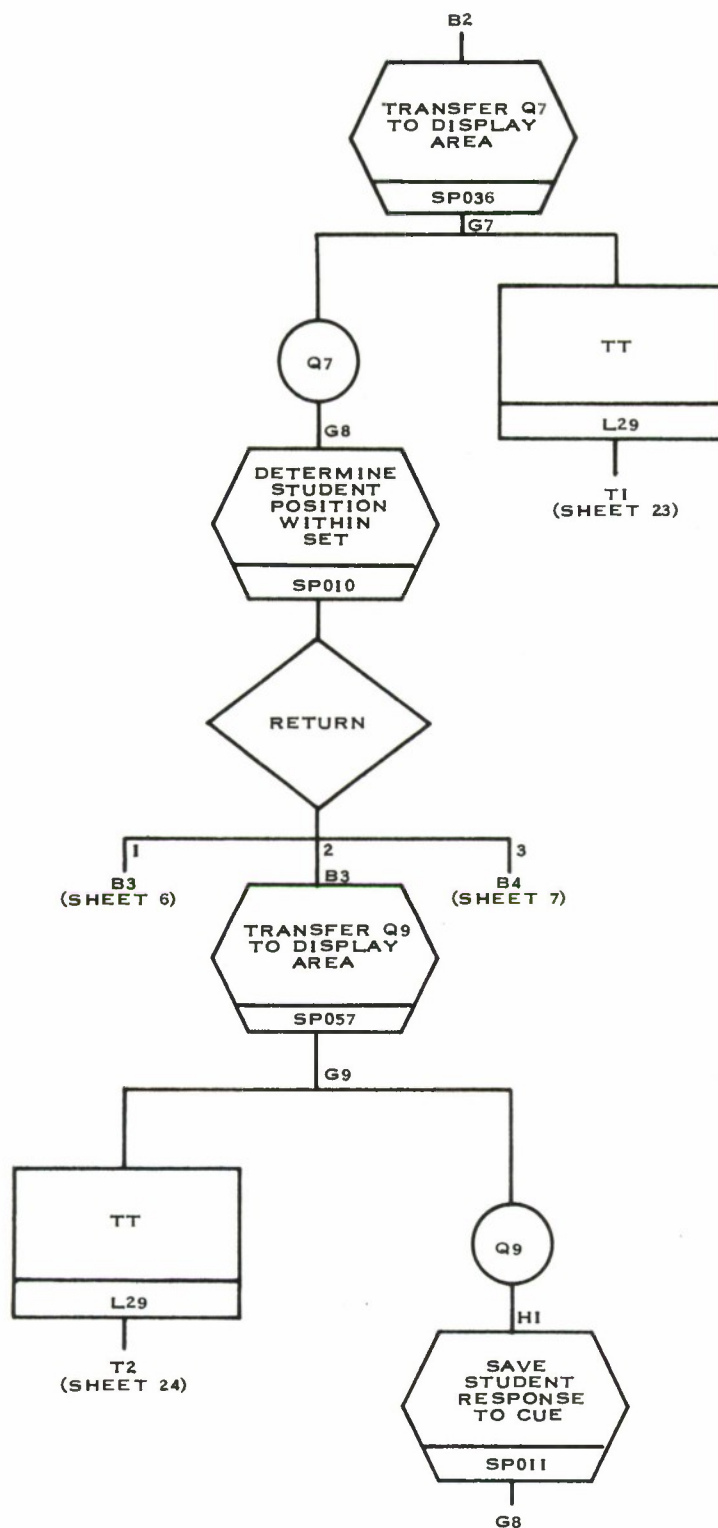 B2
TRANSFER Q7
TO DISPLAY
AREA
SP036
G7
TT
L29
T1
(SHEET 23)
Q7
G8
DETERMINE
STUDENT
POSITION
WITHIN
SET
SP010
RETURN
1
2
3
B3
(SHEET 6)
B3
B4
(SHEET 7)
TRANSFER Q9
TO DISPLAY
AREA
SP057
G9
TT
L29
T2
(SHEET 24)
Q9
H1
SAVE
STUDENT
RESPONSE
TO CUE
SP011
G8